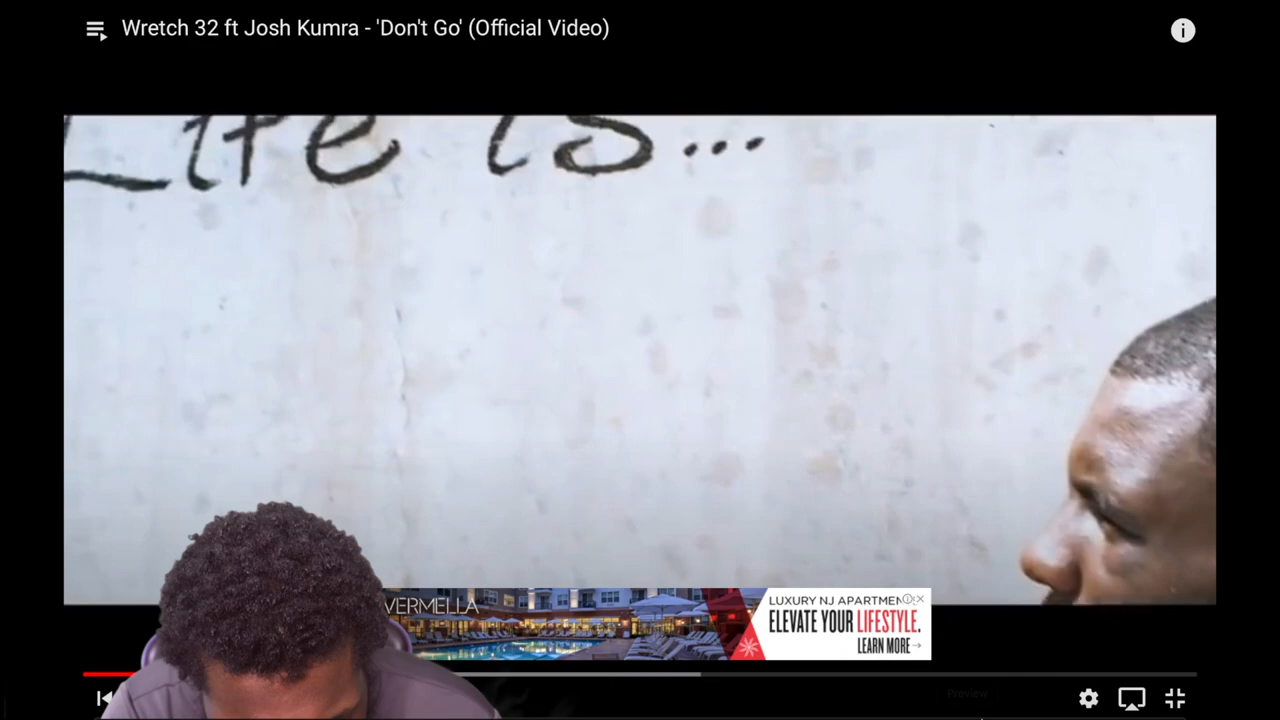 Wretch 32 ft Josh Kumra - 'Don't Go' (Official Video)
Life is...
VERMELLA
LUXURY NJ APARTMEN
ELEVATE YOUR LIFESTYLE.
LEARN MORE →
Preview